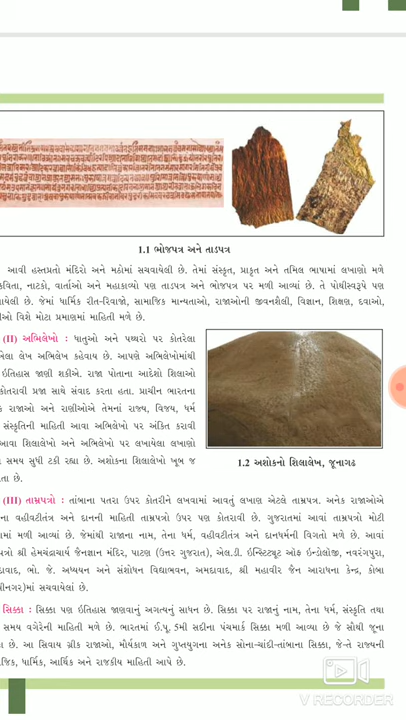 1.1 ભોજપત્ર અને તાડપત્ર
આવી હસ્તપ્રતો મંદિરો અને મઠોમાં સચવાયેલી છે. તેમાં સંસ્કૃત, પ્રાકૃત અને તમિલ ભાષામાં લખાણો મળે
કવિતા, નાટકો, વાર્તાઓ અને મહાકાવ્યો પણ તાડપત્ર અને ભોજપત્ર પર મળી આવ્યાં છે. તે પોથીસ્વરૂપે પણ
છે. જેમાં ધાર્મિક રીત-રિવાજો, સામાજિક માન્યતાઓ, રાજાઓની જીવનશૈલી, વિજ્ઞાન, શિક્ષણ, દવાઓ,
વિશે મોટા પ્રમાણમાં માહિતી મળે છે.
(II) અભિલેખો : ધાતુઓ અને પથ્થરો પર કોતરેલા
લેખ અભિલેખ કહેવાય છે. આપણે અભિલેખોમાંથી
ઇતિહાસ જાણી શકીએ. રાજા પોતાના આદેશો શિલાઓ
કોતરાવી પ્રજા સાથે સંવાદ કરતા હતા. પ્રાચીન ભારતના
રાજાઓ અને રાણીઓએ તેમનાં રાજ્ય, વિજય, ધર્મ
સંસ્કૃતિની માહિતી આવા અભિલેખો પર અંકિત કરાવી
આવા શિલાલેખો અને અભિલેખો પર લખાયેલા લખાણો
સમય સુધી ટકી રહ્યા છે. અશોકના શિલાલેખો ખૂબ જ
છે.
1.2 અશોકનો શિલાલેખ, જૂનાગઢ
(III) તામ્રપત્રો : તાંબાના પતરા ઉપર કોતરીને લખવામાં આવતું લખાણ એટલે તામ્રપત્ર. અનેક રાજાઓએ
વહીવટીતંત્ર અને દાનની માહિતી તામ્રપત્રો ઉપર પણ કોતરાવી છે. ગુજરાતમાં આવાં તામ્રપત્રો મોટી
મળી આવ્યાં છે. જેમાંથી રાજાના નામ, તેના ધર્મ, વહીવટીતંત્ર અને દાનધર્મની વિગતો મળે છે. આવાં
શ્રી હેમચંદ્રાચાર્ય જૈનજ્ઞાન મંદિર, પાટણ (ઉત્તર ગુજરાત), એલ.ડી. ઇન્સ્ટિટ્યૂટ ઑફ ઇન્ડોલોજી, નવરંગપુરા,
ભો. જે. અધ્યયન અને સંશોધન વિદ્યાભવન, અમદાવાદ, શ્રી મહાવીર જૈન આરાધના કેન્દ્ર, કોબા
સચવાયાં છે.
સિક્કા : સિક્કા પણ ઇતિહાસ જાણવાનું અગત્યનું સાધન છે. સિક્કા પર રાજાનું નામ, તેના ધર્મ, સંસ્કૃતિ તથા
સમય વગેરેની માહિતી મળે છે. ભારતમાં ઈ.પૂ. 5મી સદીના પંચમાર્ક સિક્કા મળી આવ્યા છે જે સૌથી જૂના
છે. આ સિવાય ગ્રીક રાજાઓ, મૌર્યકાળ અને ગુપ્તયુગના અનેક સોના-ચાંદી-તાંબાના સિક્કા, જે-તે રાજ્યની
ધાર્મિક, આર્થિક અને રાજકીય માહિતી આપે છે.
V RECORDER